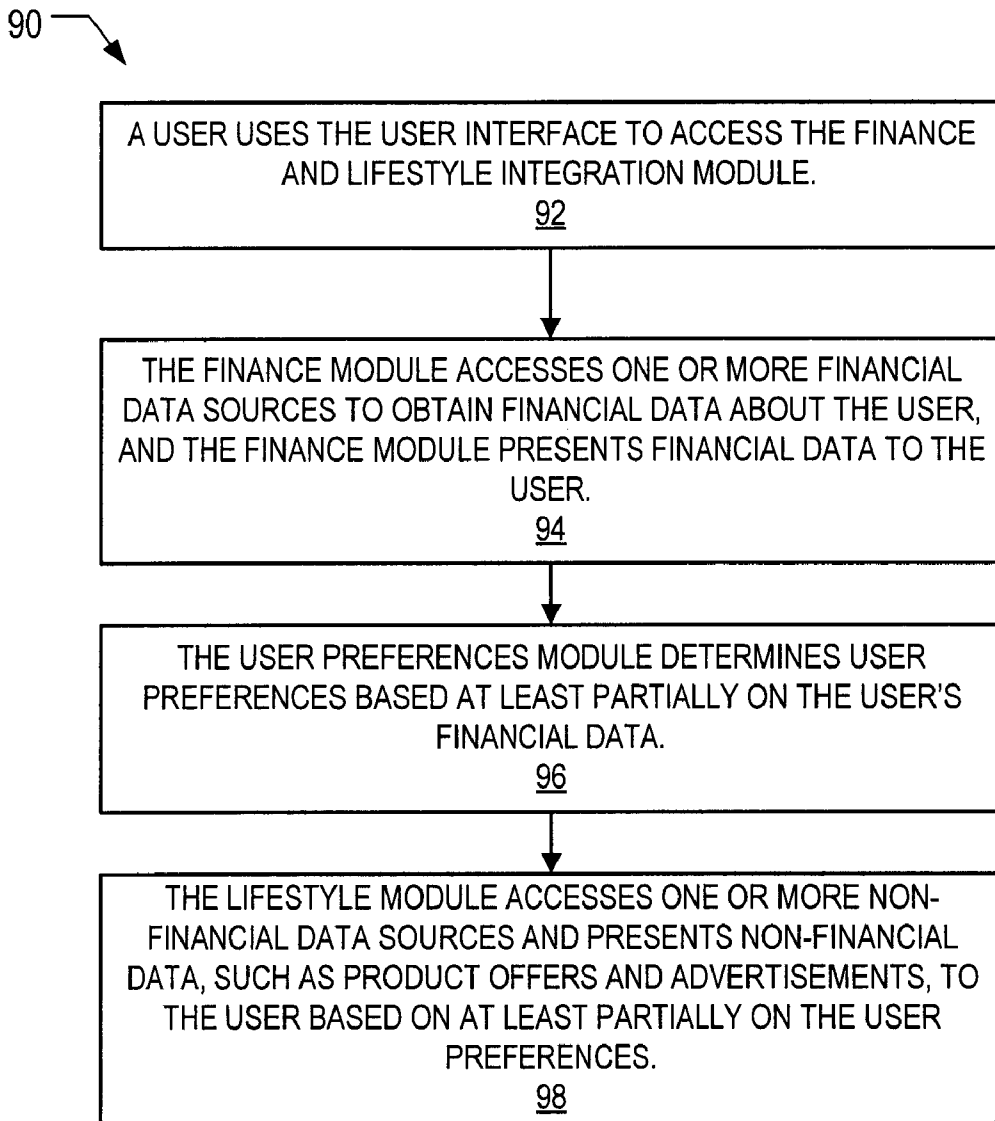 90
A USER USES THE USER INTERFACE TO ACCESS THE FINANCE
AND LIFESTYLE INTEGRATION MODULE.
92
THE FINANCE MODULE ACCESSES ONE OR MORE FINANCIAL
DATA SOURCES TO OBTAIN FINANCIAL DATA ABOUT THE USER,
AND THE FINANCE MODULE PRESENTS FINANCIAL DATA TO THE
USER.
94
THE USER PREFERENCES MODULE DETERMINES USER
PREFERENCES BASED AT LEAST PARTIALLY ON THE USER'S
FINANCIAL DATA.
96
THE LIFESTYLE MODULE ACCESSES ONE OR MORE NON-
FINANCIAL DATA SOURCES AND PRESENTS NON-FINANCIAL
DATA, SUCH AS PRODUCT OFFERS AND ADVERTISEMENTS, TO
THE USER BASED ON AT LEAST PARTIALLY ON THE USER
PREFERENCES.
98